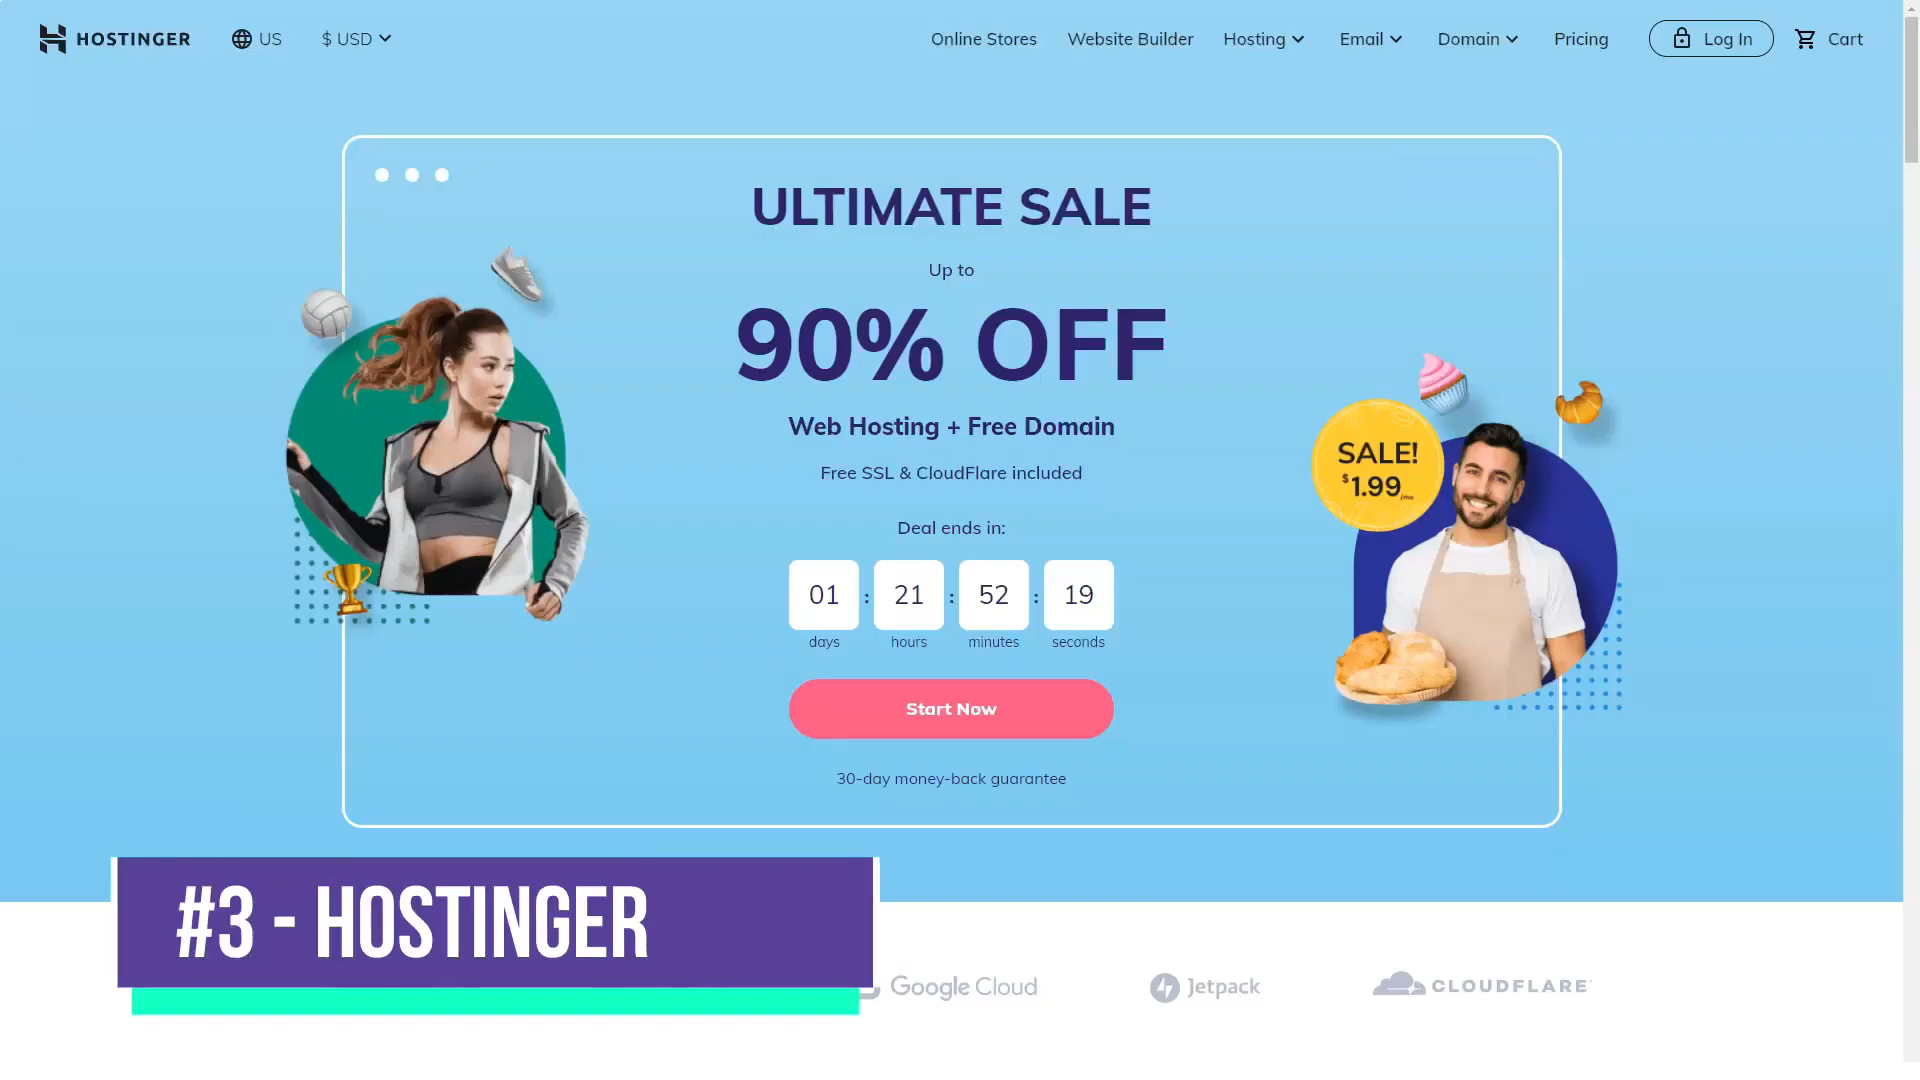 HOSTINGER
US
$ USD
Online Stores
Website Builder
Hosting
Email
Domain
Pricing
Log In
Cart
ULTIMATE SALE
Up to
90% OFF
Web Hosting + Free Domain
Free SSL & CloudFlare included
Deal ends in:
01 : 21 : 52 : 19
days hours minutes seconds
Start Now
30-day money-back guarantee
SALE!
$1.99/mo
#3 - HOSTINGER
Google Cloud
Jetpack
CLOUDFLARE